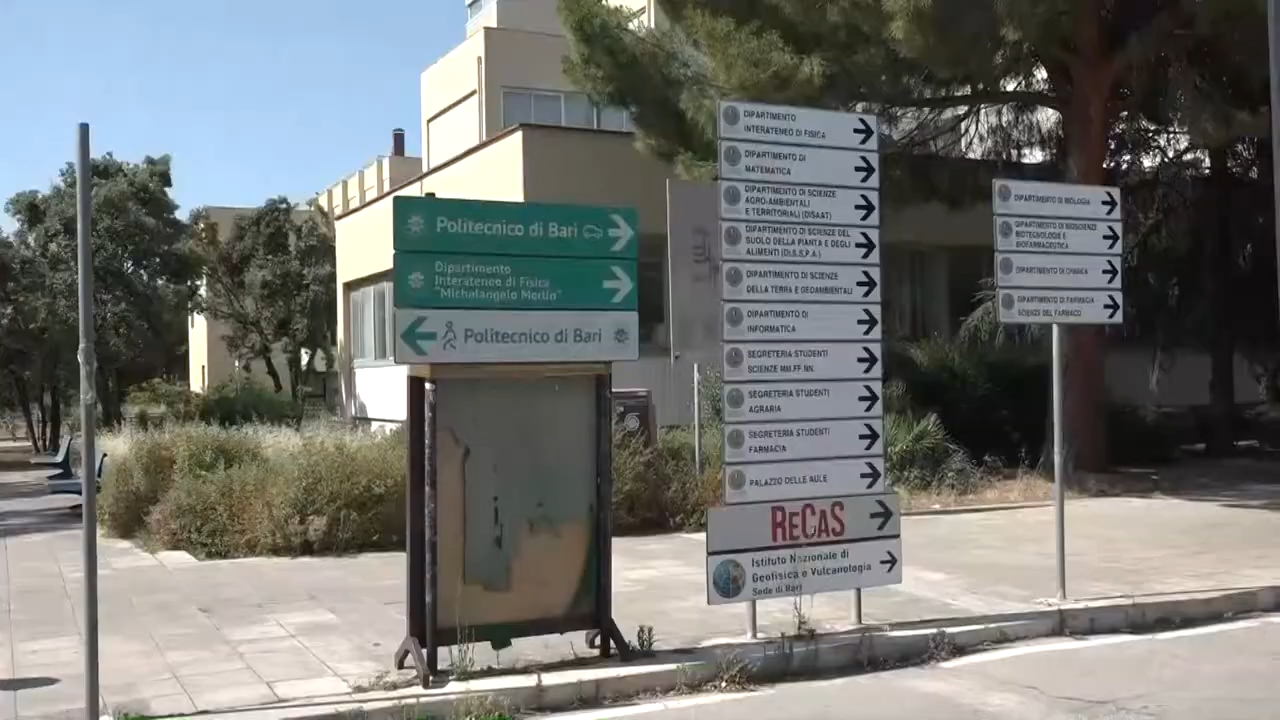 Politecnico di Bari
Dipartimento
Interateneo di Fisica
"Michelangelo Merlin"
Politecnico di Bari
DIPARTIMENTO
INTERATENEO DI FISICA
DIPARTIMENTO DI
MATEMATICA
DIPARTIMENTO DI SCIENZE
AGRO-AMBIENTALI
E TERRITORIALI (DISAAT)
DIPARTIMENTO DI SCIENZE DEL
SUOLO DELLA PIANTA E DEGLI
ALIMENTI (Di.S.S.P.A.)
DIPARTIMENTO DI SCIENZE
DELLA TERRA E GEOAMBIENTALI
DIPARTIMENTO DI
INFORMATICA
SEGRETERIA STUDENTI
SCIENZE MM.FF.NN.
SEGRETERIA STUDENTI
AGRARIA
SEGRETERIA STUDENTI
FARMACIA
PALAZZO DELLE AULE
ReCaS
Istituto Nazionale di
Geofisica e Vulcanologia
Sede di Bari
DIPARTIMENTO DI BIOLOGIA
DIPARTIMENTO DI BIOSCIENZE
BIOTECNOLOGIE E
BIOFARMACEUTICA
DIPARTIMENTO DI CHIMICA
DIPARTIMENTO DI FARMACIA
SCIENZE DEL FARMACO